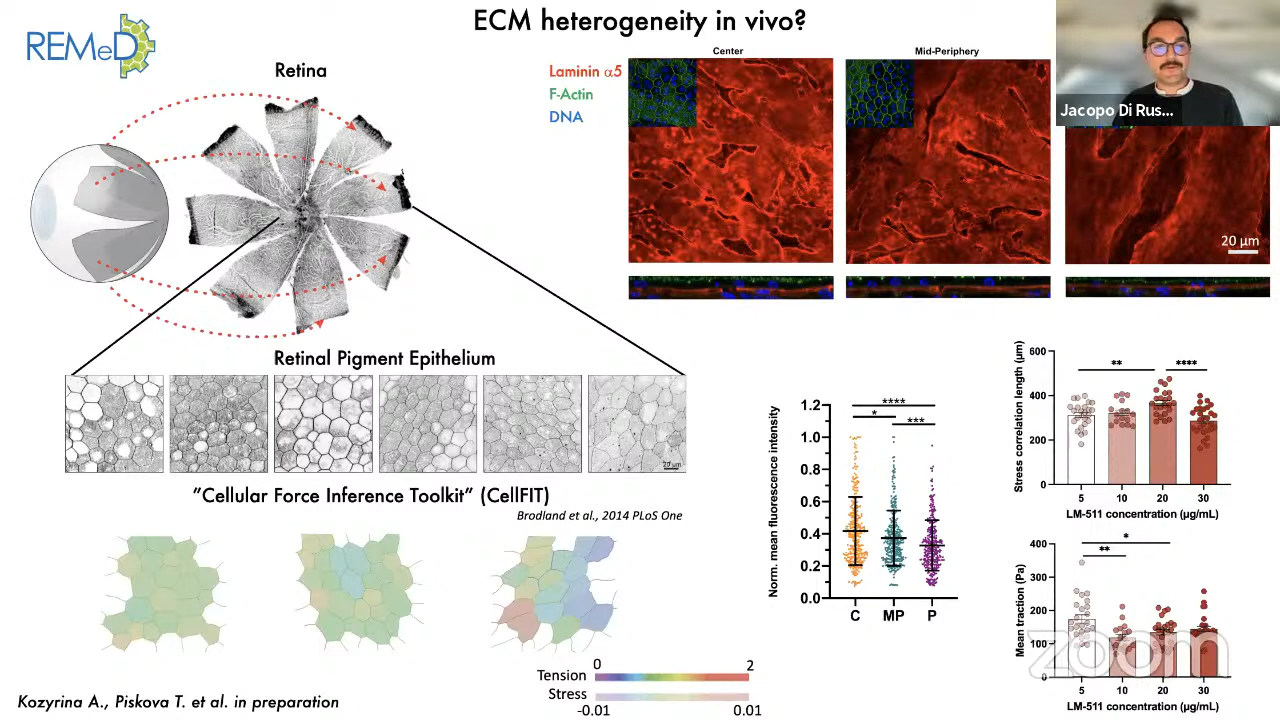 ECM heterogeneity in vivo?
REMeD
Retina
Laminin α5
F-Actin
DNA
Center
Mid-Periphery
Jacopo Di Rus...
20 µm
Retinal Pigment Epithelium
20 µm
"Cellular Force Inference Toolkit" (CellFIT)
Brodland et al., 2014 PLoS One
Tension
0
2
Stress
-0.01
0.01
Kozyrina A., Piskova T. et al. in preparation
Norm. mean fluorescence intensity
1.2
1.0
0.8
0.6
0.4
0.2
0.0
****
*
***
C MP P
Stress correlation length (µm)
600
400
200
0
**
****
5 10 20 30
LM-511 concentration (µg/mL)
Mean traction (Pa)
400
300
200
100
0
*
**
5 10 20 30
LM-511 concentration (µg/mL)
zoom